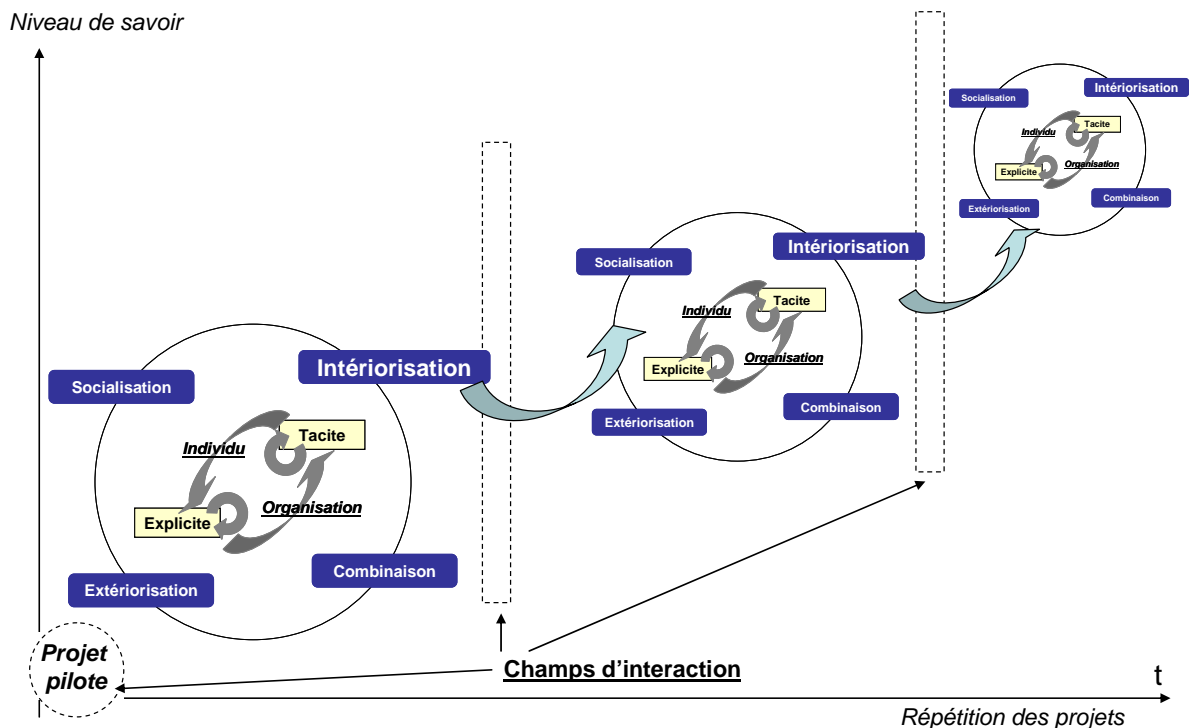 Niveau de savoir
Socialisation
Intériorisation
Individu
Tacite
Explicite
Organisation
Extériorisation
Combinaison
Socialisation
Intériorisation
Individu
Tacite
Explicite
Organisation
Extériorisation
Combinaison
Socialisation
Intériorisation
Individu
Tacite
Explicite
Organisation
Extériorisation
Combinaison
Projet
pilote
Champs d’interaction
t
Répétition des projets